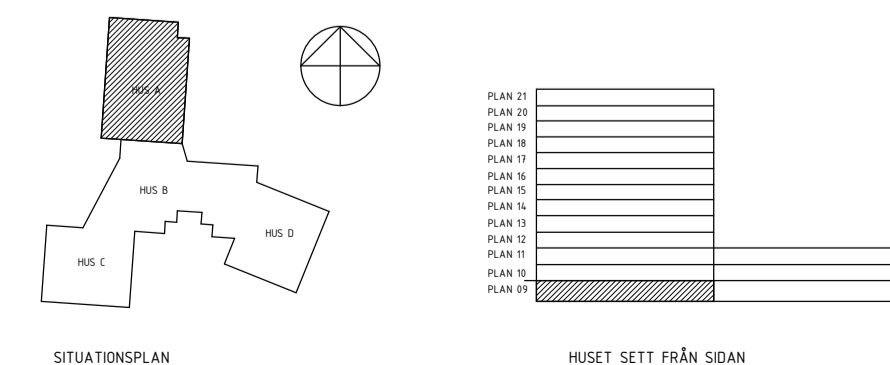 HUS A
HUS B
HUS D
HUS C
SITUATIONSPLAN
PLAN 21
PLAN 20
PLAN 19
PLAN 18
PLAN 17
PLAN 16
PLAN 15
PLAN 14
PLAN 13
PLAN 12
PLAN 11
PLAN 10
PLAN 09
HUSET SETT FRÅN SIDAN